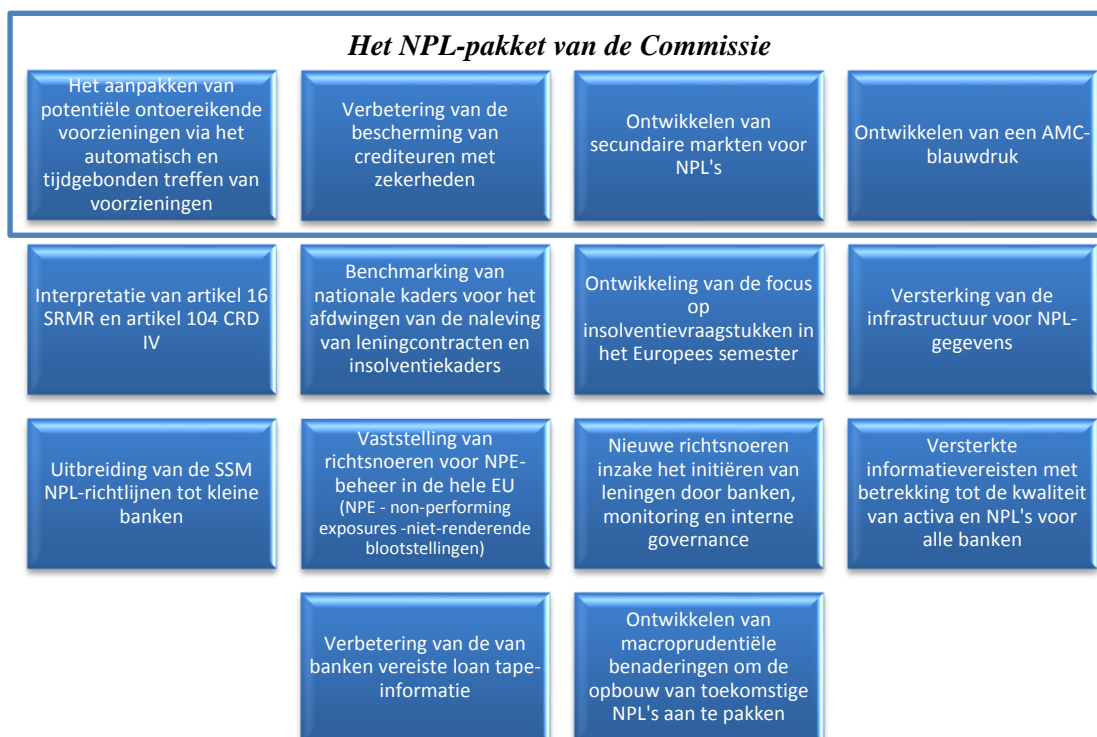 Het NPL-pakket van de Commissie
Het aanpakken van
potentiële ontoereikende
voorzieningen via het
automatisch en
tijdgebonden treffen van
voorzieningen
Verbetering van de
bescherming van
crediteuren met
zekerheden
Ontwikkelen van
secundaire markten voor
NPL's
Ontwikkelen van een AMC-
blauwdruk
Interpretatie van artikel 16
SRMR en artikel 104 CRD
IV
Benchmarking van
nationale kaders voor het
afdwingen van de naleving
van leningcontracten en
insolventiekaders
Ontwikkeling van de focus
op
insolventievraagstukken in
het Europees semester
Versterking van de
infrastructuur voor NPL-
gegevens
Uitbreiding van de SSM
NPL-richtlijnen tot kleine
banken
Vaststelling van
richtsnoeren voor NPE-
beheer in de hele EU
(NPE - non-performing
exposures -niet-renderende
blootstellingen)
Nieuwe richtsnoeren
inzake het initiëren van
leningen door banken,
monitoring en interne
governance
Versterkte
informatievereisten met
betrekking tot de kwaliteit
van activa en NPL's voor
alle banken
Verbetering van de van
banken vereiste loan tape-
informatie
Ontwikkelen van
macroprudentiële
benaderingen om de
opbouw van toekomstige
NPL's aan te pakken